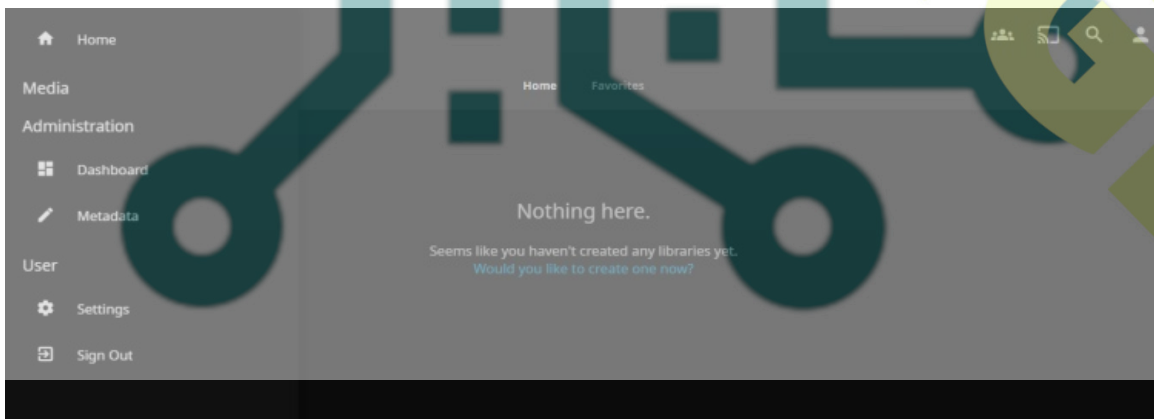 Home
Media
Administration
Dashboard
Metadata
User
Settings
Sign Out
Home Favorites
Nothing here.
Seems like you haven't created any libraries yet.
Would you like to create one now?